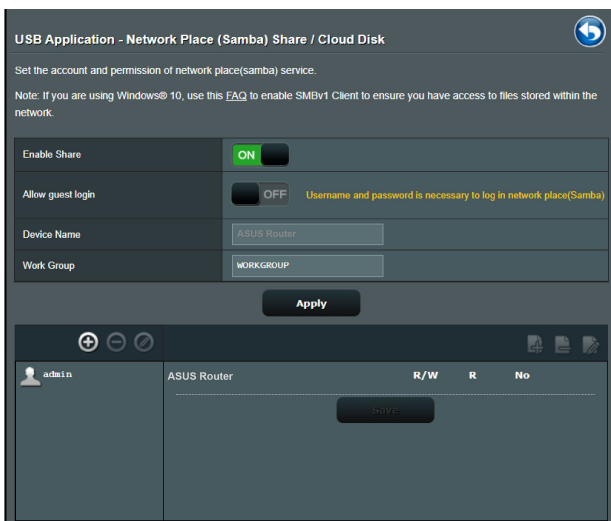 USB Application - Network Place (Samba) Share / Cloud Disk
Set the account and permission of network place(samba) service.
Note: If you are using Windows® 10, use this FAQ to enable SMBv1 Client to ensure you have access to files stored within the
network.
Enable Share ON
Allow guest login OFF Username and password is necessary to log in network place(Samba)
Device Name ASUS Router
Work Group WORKGROUP
Apply
admin ASUS Router R/W R No
Save